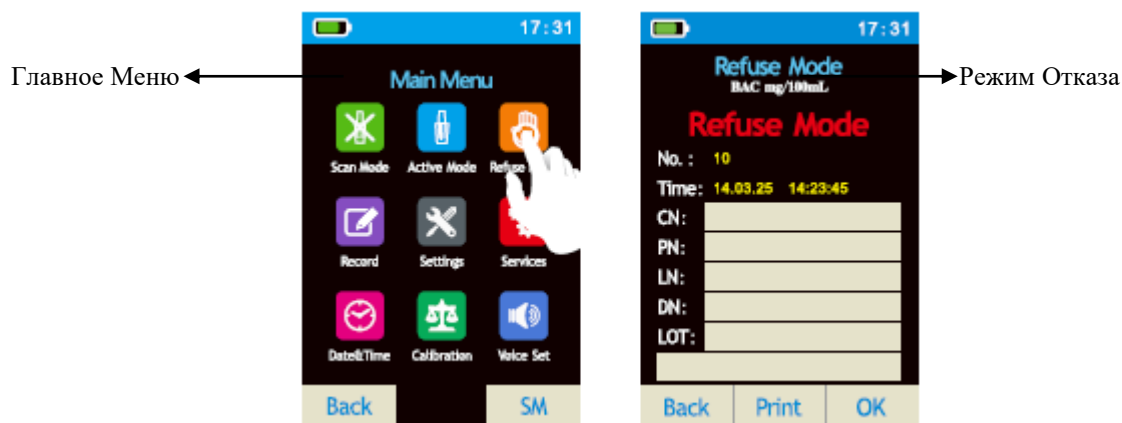 17:31
Главное Меню
Main Menu
Scan Mode Active Mode Refuse
Record Settings Services
Date&Time Calibration Voice Set
Back SM
17:31
Refuse Mode
BAC mg/100mL
Режим Отказа
Refuse Mode
No. : 10
Time: 14.03.25 14:23:45
CN:
PN:
LN:
DN:
LOT:
Back Print OK